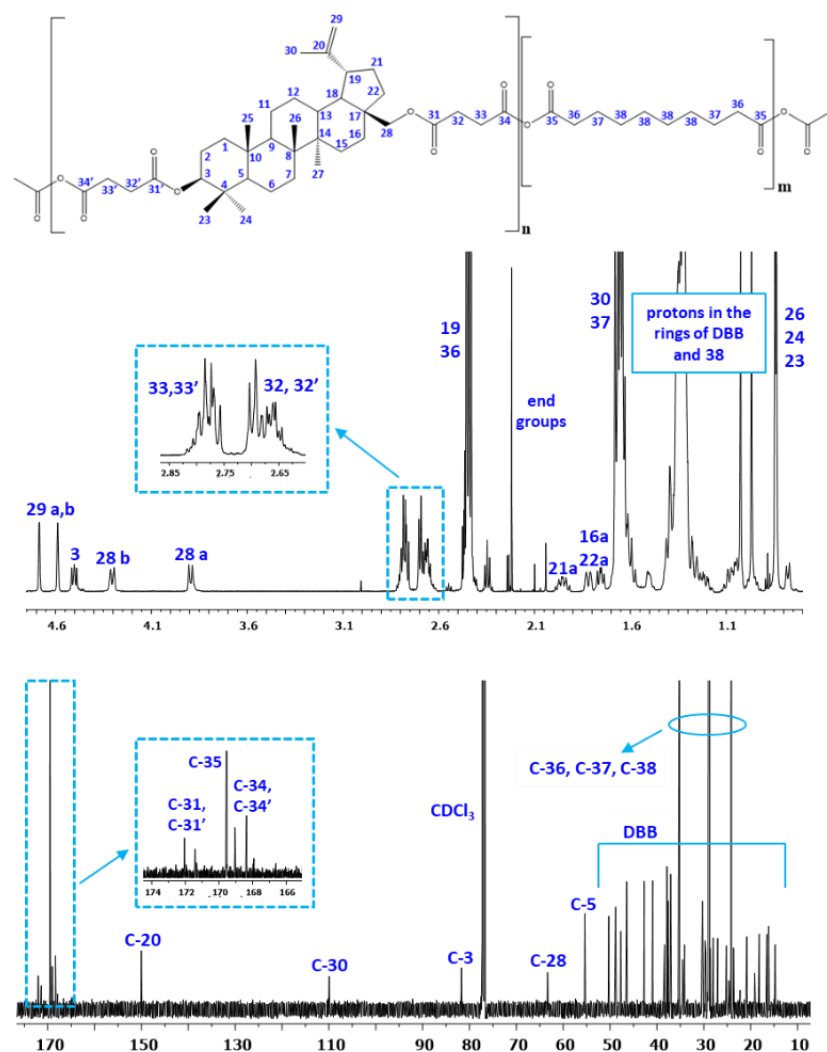 29
30
20
21
19
22
12
18
11
13
17
25
26
28
31
32
33
34
35
36
37
38
38
38
38
37
36
35
O
O
O
O
O
O
O
O
O
O
O
O
1
9
14
16
2
10
8
15
27
34'
33'
32'
31'
3
4
5
6
7
23
24
n
m
33,33'
32, 32'
2.85
2.75
2.65
19
36
end
groups
30
37
protons in the
rings of DBB
and 38
26
24
23
29 a,b
3
28 b
28 a
21a
16a
22a
4.6
4.1
3.6
3.1
2.6
2.1
1.6
1.1
C-35
C-31,
C-31'
C-34,
C-34'
174
172
170
168
166
CDCl3
C-36, C-37, C-38
DBB
C-20
C-30
C-3
C-28
C-5
170
150
130
110
90
80
70
60
50
40
30
20
10